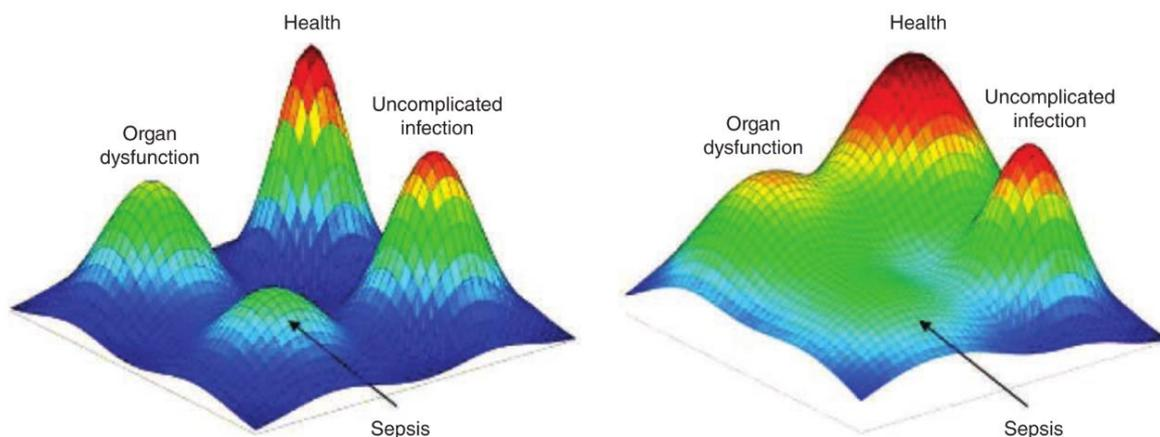 Health
Organ
dysfunction
Uncomplicated
infection
Sepsis
Health
Organ
dysfunction
Uncomplicated
infection
Sepsis